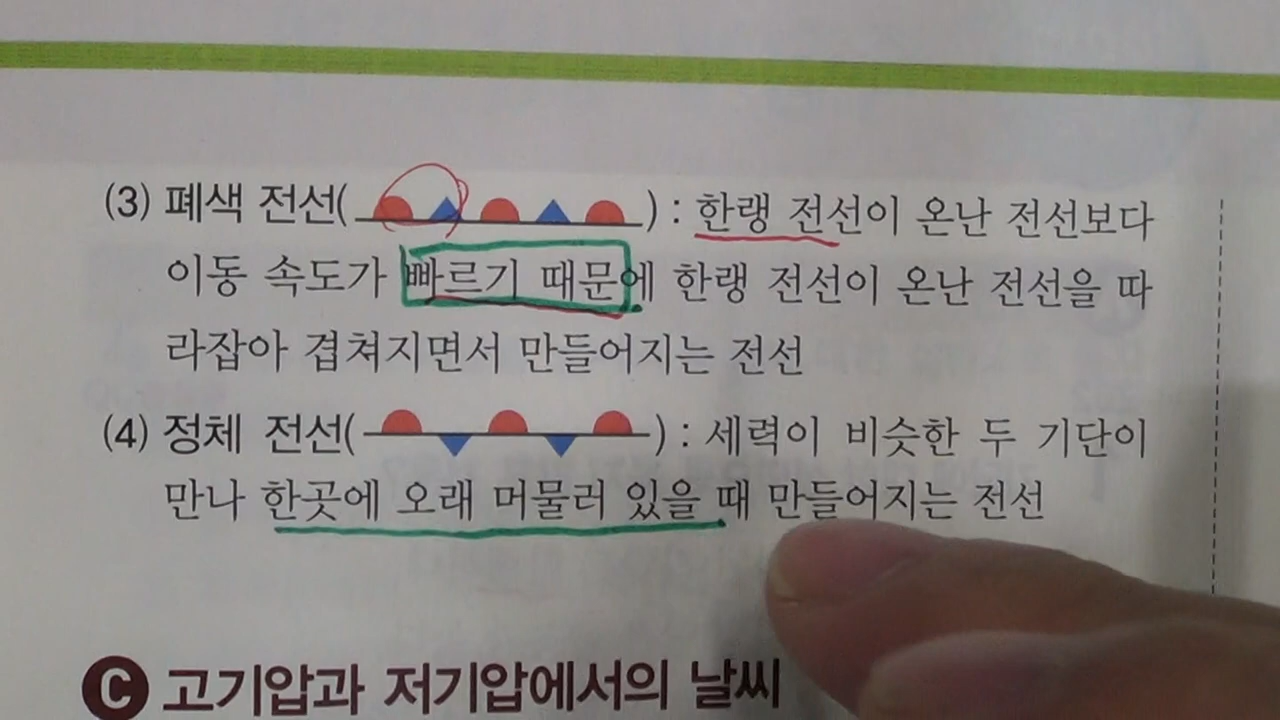 (3) 폐색 전선( ) : 한랭 전선이 온난 전선보다
이동 속도가 빠르기 때문에 한랭 전선이 온난 전선을 따
라잡아 겹쳐지면서 만들어지는 전선
(4) 정체 전선( ) : 세력이 비슷한 두 기단이
만나 한곳에 오래 머물러 있을 때 만들어지는 전선
C 고기압과 저기압에서의 날씨